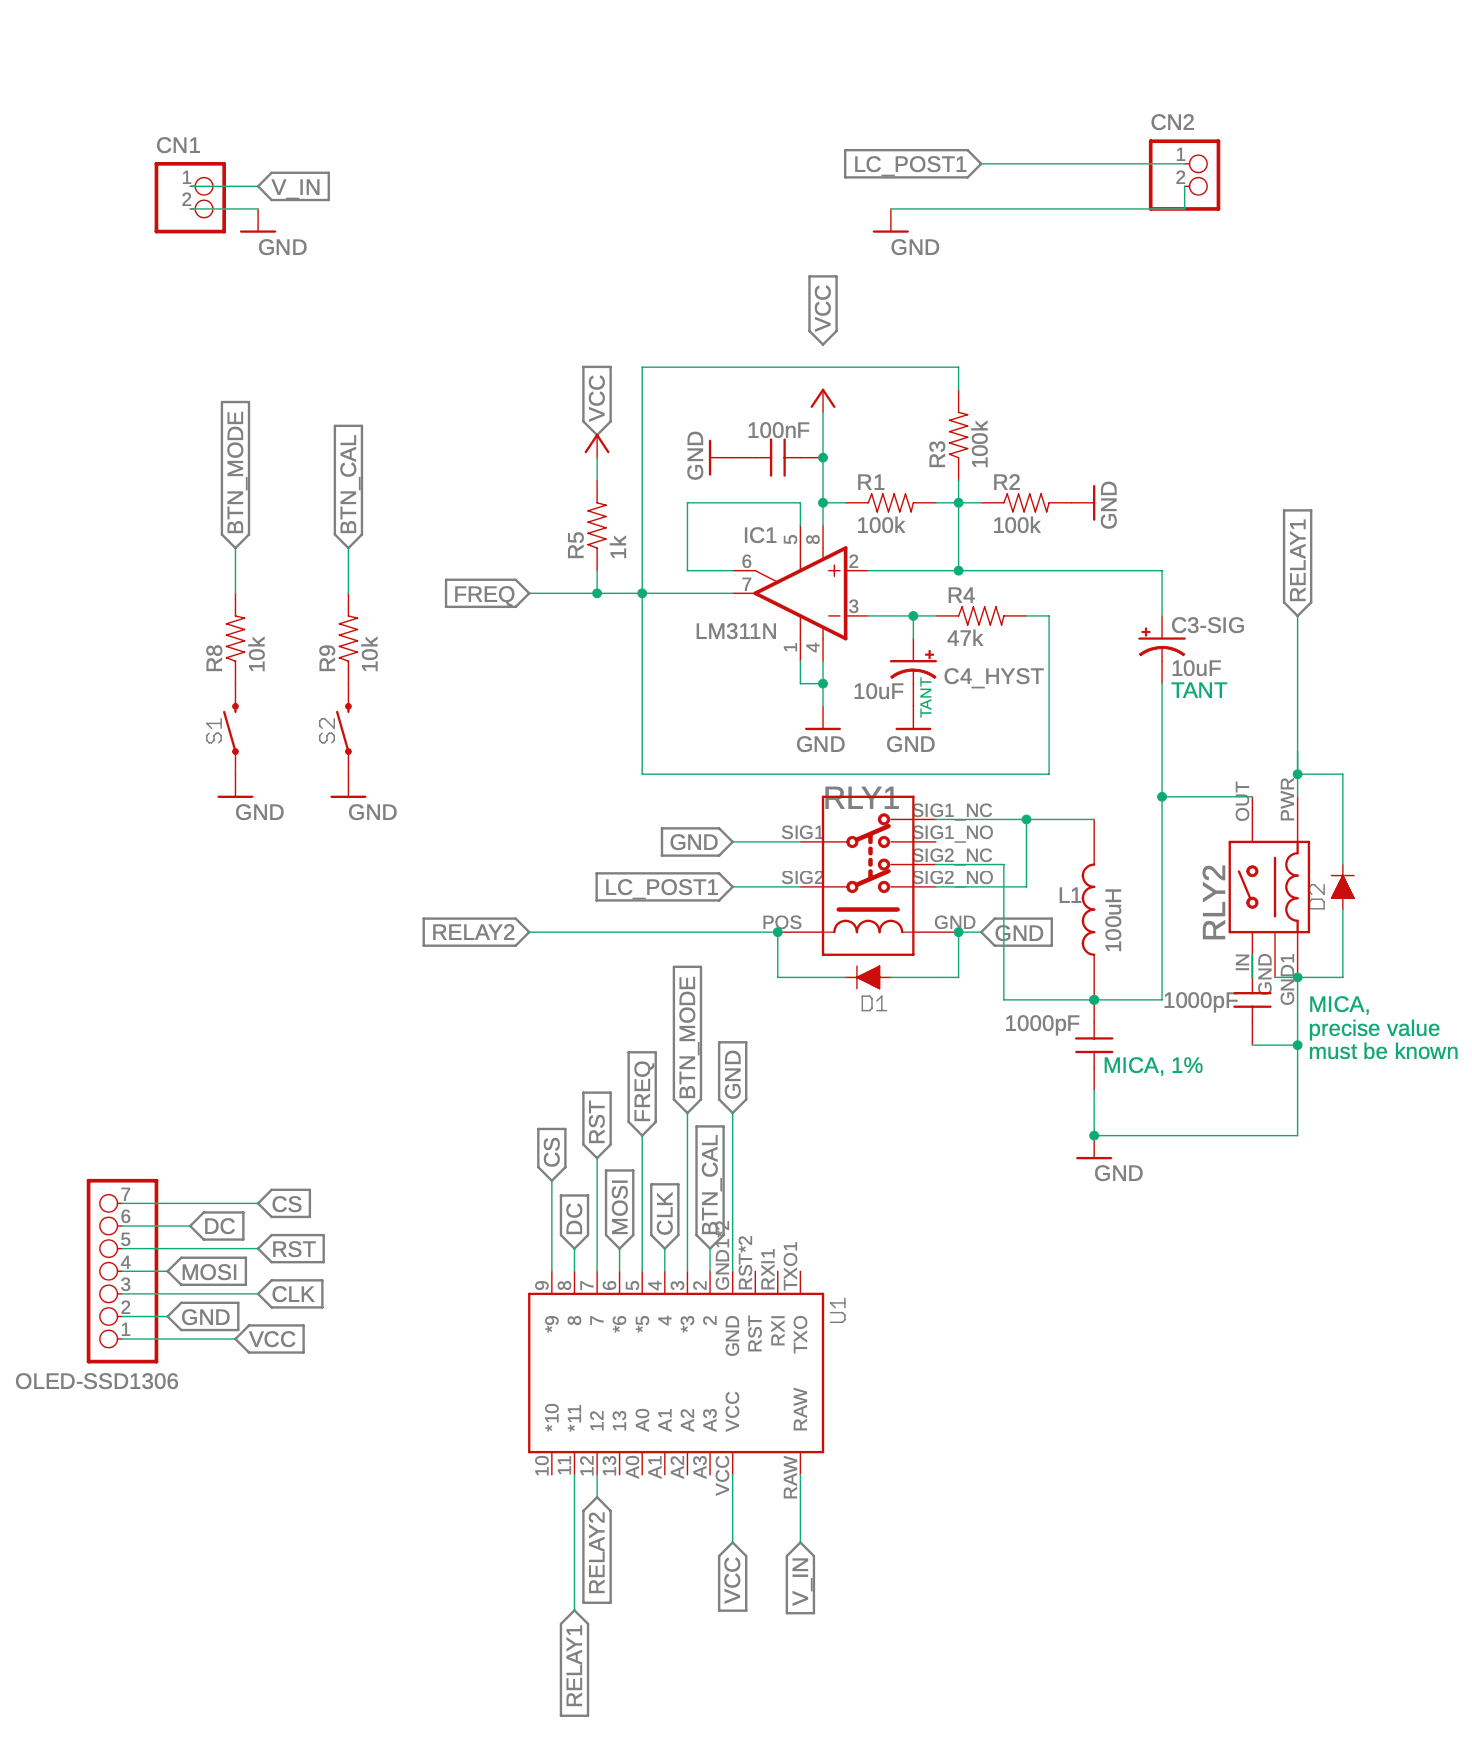 CN1
1
2
V_IN
GND
CN2
LC_POST1
1
2
GND
VCC
VCC
GND
100nF
R3
100k
R1
100k
R2
100k
GND
R5
1k
IC1
5
8
6
7
2
3
1
4
+
−
LM311N
FREQ
R4
47k
+
C4_HYST
10uF
TANT
GND
GND
+
C3-SIG
10uF
TANT
RELAY1
BTN_MODE
BTN_CAL
R8
10k
R9
10k
S1
S2
GND
GND
RLY1
GND
SIG1
SIG1_NC
SIG1_NO
SIG2_NC
LC_POST1
SIG2
SIG2_NO
RELAY2
POS
GND
GND
D1
L1
100uH
OUT
PWR
RLY2
D2
IN
GND
GND1
1000pF
MICA,
precise value
must be known
1000pF
MICA, 1%
GND
CS
DC
RST
MOSI
FREQ
CLK
BTN_MODE
BTN_CAL
GND
9
8
7
6
5
4
3
2
GND1*2
RST*2
RXI1
TXO1
*9
8
7
*6
*5
4
*3
2
GND
RST
RXI
TXO
U1
*10
*11
12
13
A0
A1
A2
A3
VCC
RAW
10
11
12
13
A0
A1
A2
A3
VCC
RAW
RELAY1
RELAY2
VCC
V_IN
7
CS
6
DC
5
RST
4
MOSI
3
CLK
2
GND
1
VCC
OLED-SSD1306